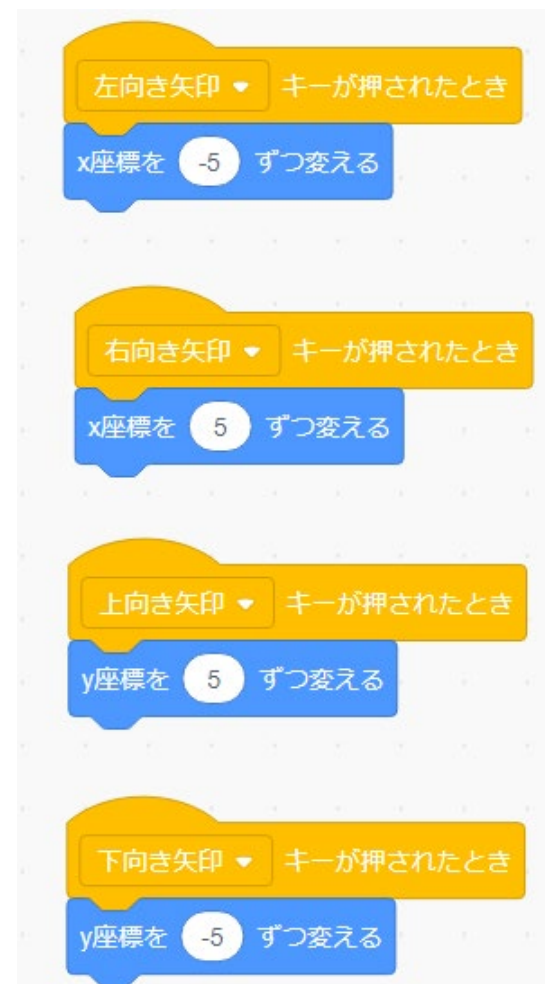 左向き矢印 キーが押されたとき
x座標を -5 ずつ変える
右向き矢印 キーが押されたとき
x座標を 5 ずつ変える
上向き矢印 キーが押されたとき
y座標を 5 ずつ変える
下向き矢印 キーが押されたとき
y座標を -5 ずつ変える